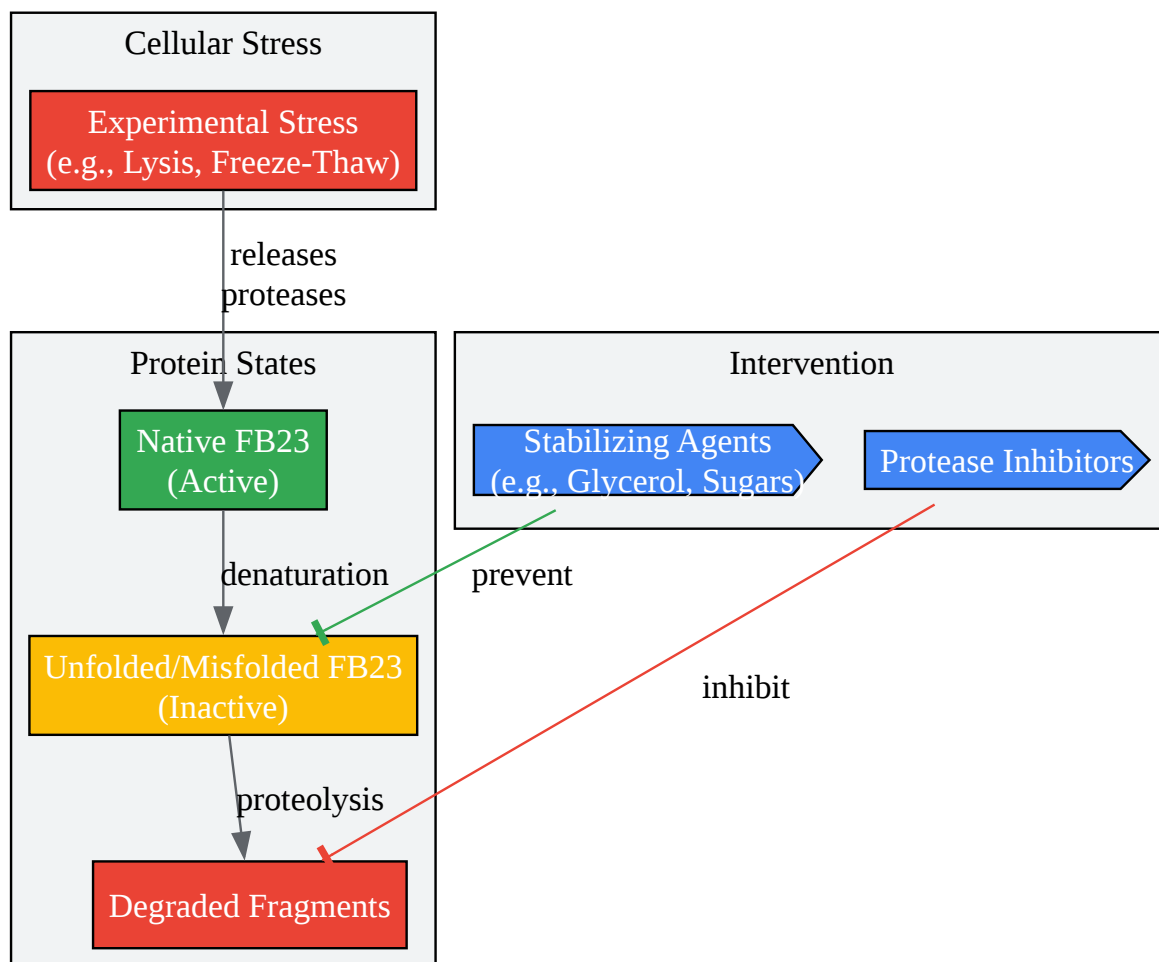 Cellular Stress
Experimental Stress
(e.g., Lysis, Freeze-Thaw)
releases
proteases
Protein States
Native FB23
(Active)
denaturation
Unfolded/Misfolded FB23
(Inactive)
proteolysis
Degraded Fragments
Intervention
Stabilizing Agents
(e.g., Glycerol, Sugars)
Protease Inhibitors
prevent
inhibit